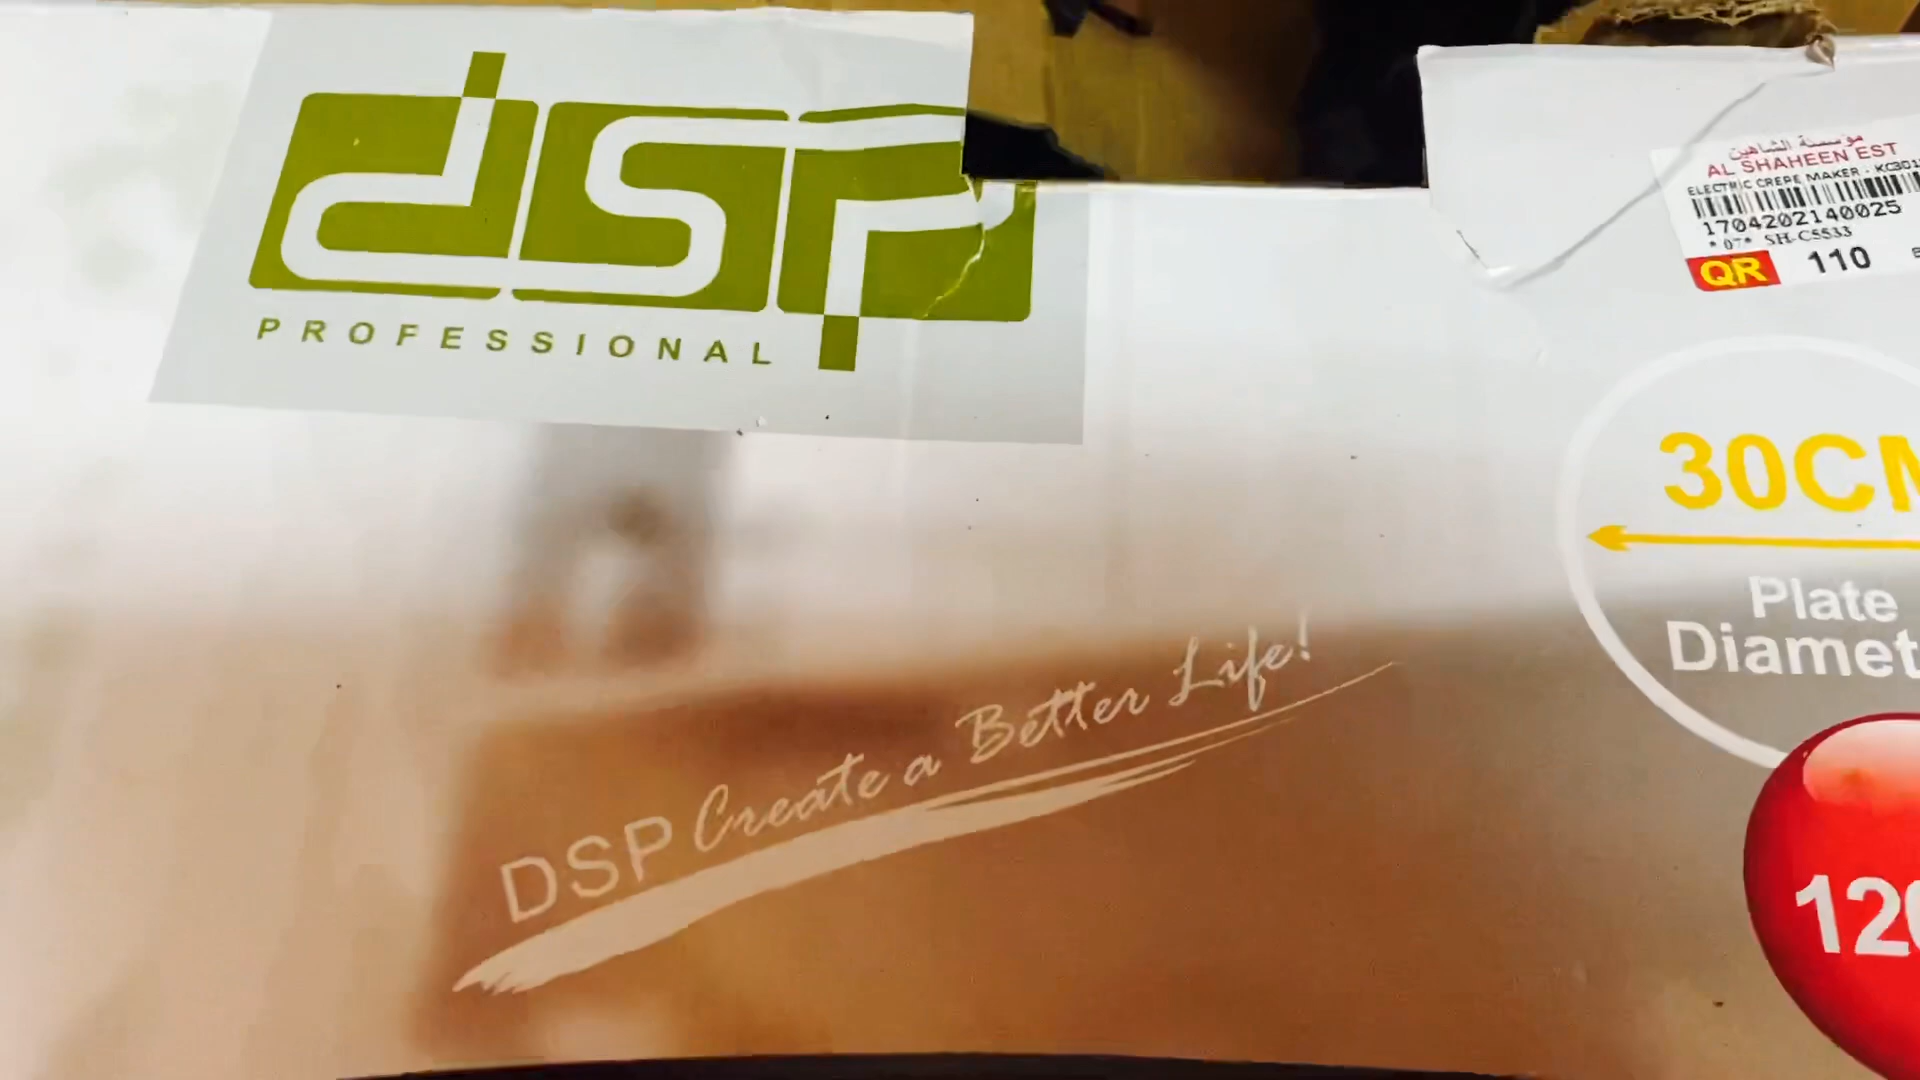 dsp
PROFESSIONAL
مؤسسة الشاهين
AL SHAHEEN EST
ELECTRIC CREPE MAKER - KC301
1704202140025
* 07* SH-C5533
QR 110
30CM
Plate
Diamet
DSP Create a Better Life!
120